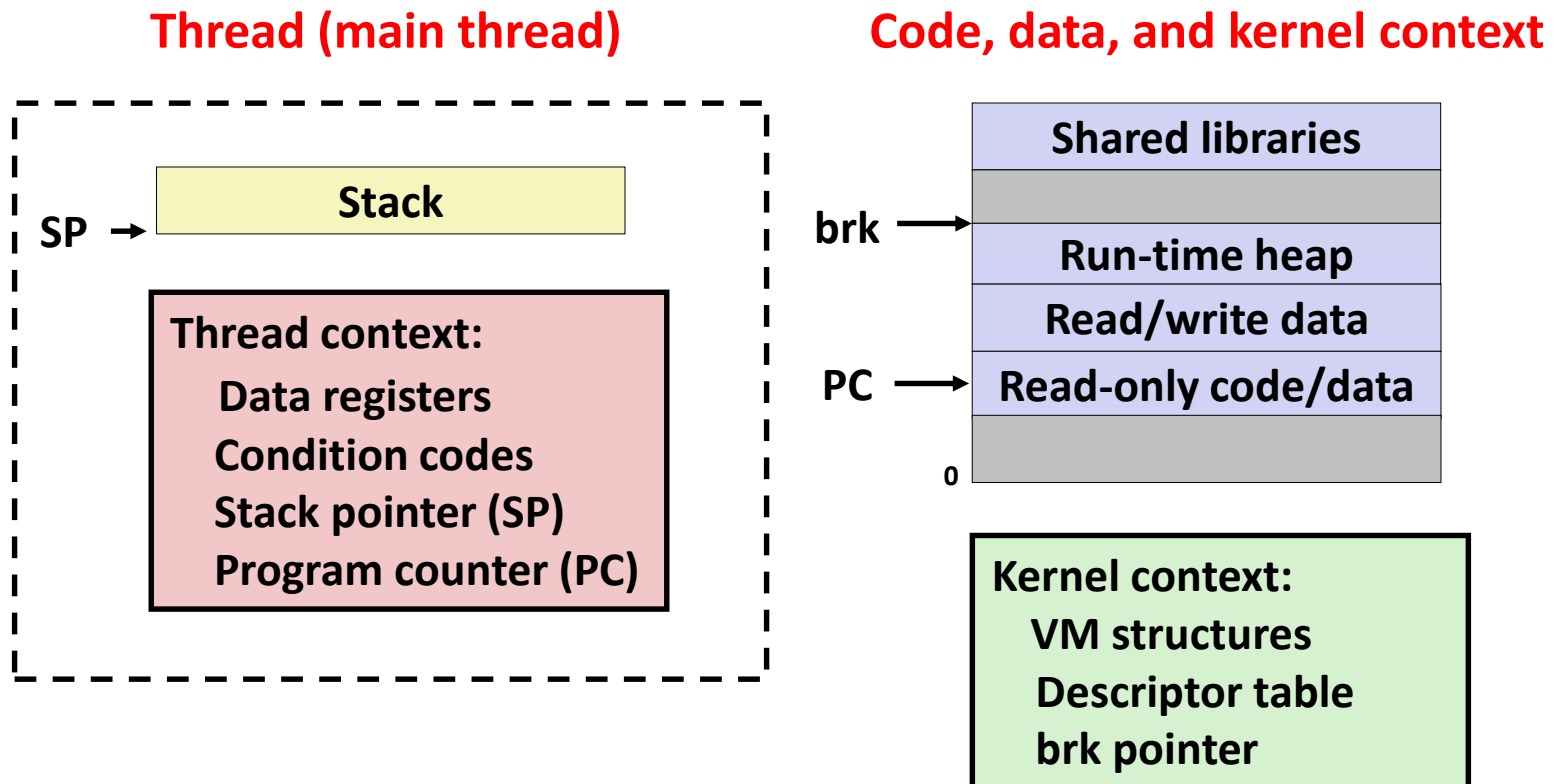 Thread (main thread)
Stack
SP
Thread context:
Data registers
Condition codes
Stack pointer (SP)
Program counter (PC)
Code, data, and kernel context
Shared libraries
brk
Run-time heap
Read/write data
PC
Read-only code/data
0
Kernel context:
VM structures
Descriptor table
brk pointer